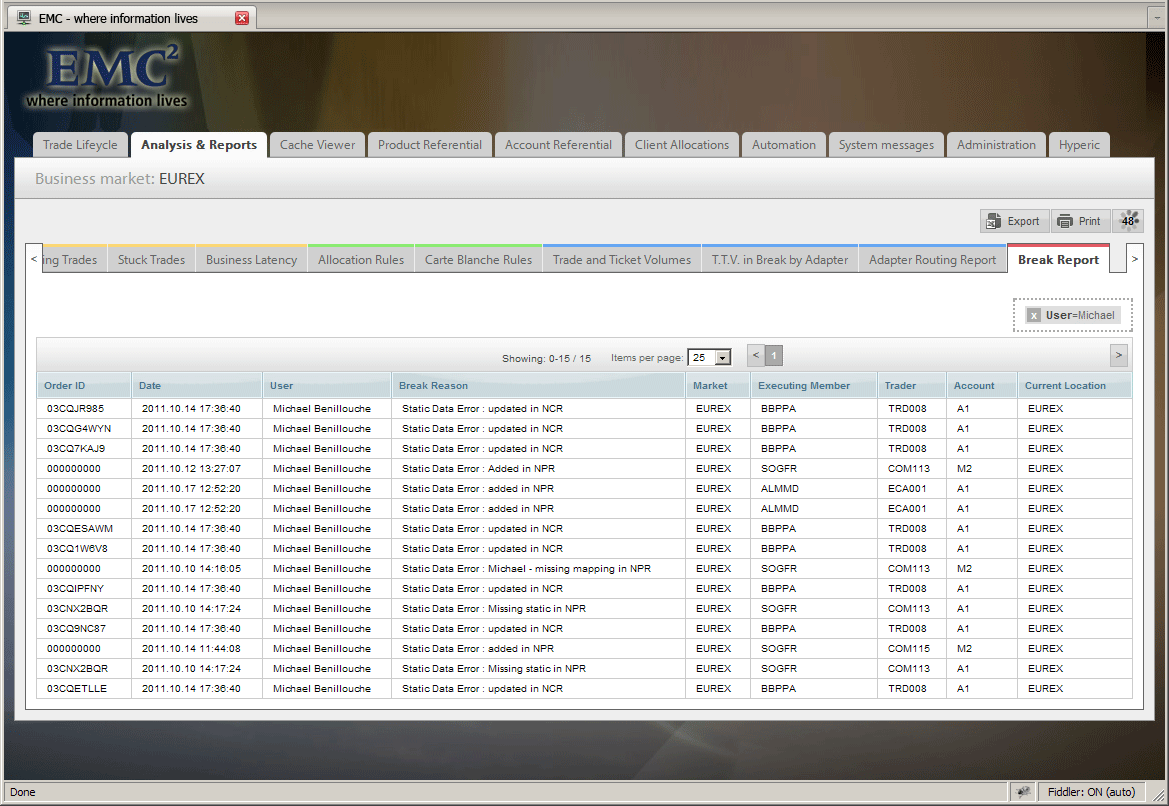 EMC - where information lives
EMC2
where information lives
Trade Lifeycle Analysis & Reports Cache Viewer Product Referential Account Referential Client Allocations Automation System messages Administration Hyperic
Business market: EUREX
Export Print 48
< ing Trades Stuck Trades Business Latency Allocation Rules Carte Blanche Rules Trade and Ticket Volumes T.T.V. in Break by Adapter Adapter Routing Report Break Report >
x User=Michael
Showing: 0-15 / 15 Items per page: 25 < 1 >
Order ID Date User Break Reason Market Executing Member Trader Account Current Location
03CQJR985 2011.10.14 17:36:40 Michael Benillouche Static Data Error : updated in NCR EUREX BBPPA TRD008 A1 EUREX
03CQG4WYN 2011.10.14 17:36:40 Michael Benillouche Static Data Error : updated in NCR EUREX BBPPA TRD008 A1 EUREX
03CQ7KAJ9 2011.10.14 17:36:40 Michael Benillouche Static Data Error : updated in NCR EUREX BBPPA TRD008 A1 EUREX
000000000 2011.10.12 13:27:07 Michael Benillouche Static Data Error : Added in NPR EUREX SOGFR COM113 M2 EUREX
000000000 2011.10.17 12:52:20 Michael Benillouche Static Data Error : added in NPR EUREX ALMMD ECA001 A1 EUREX
000000000 2011.10.17 12:52:20 Michael Benillouche Static Data Error : added in NPR EUREX ALMMD ECA001 A1 EUREX
03CQESAWM 2011.10.14 17:36:40 Michael Benillouche Static Data Error : updated in NCR EUREX BBPPA TRD008 A1 EUREX
03CQ1W6V8 2011.10.14 17:36:40 Michael Benillouche Static Data Error : updated in NCR EUREX BBPPA TRD008 A1 EUREX
000000000 2011.10.10 14:16:05 Michael Benillouche Static Data Error : Michael - missing mapping in NPR EUREX SOGFR COM113 M2 EUREX
03CQIPFNY 2011.10.14 17:36:40 Michael Benillouche Static Data Error : updated in NCR EUREX BBPPA TRD008 A1 EUREX
03CNX2BQR 2011.10.10 14:17:24 Michael Benillouche Static Data Error : Missing static in NPR EUREX SOGFR COM113 A1 EUREX
03CQ9NC87 2011.10.14 17:36:40 Michael Benillouche Static Data Error : updated in NCR EUREX BBPPA TRD008 A1 EUREX
000000000 2011.10.14 11:44:08 Michael Benillouche Static Data Error : added in NPR EUREX SOGFR COM115 M2 EUREX
03CNX2BQR 2011.10.10 14:17:24 Michael Benillouche Static Data Error : Missing static in NPR EUREX SOGFR COM113 A1 EUREX
03CQETLLE 2011.10.14 17:36:40 Michael Benillouche Static Data Error : updated in NCR EUREX BBPPA TRD008 A1 EUREX
Done Fiddler: ON (auto)